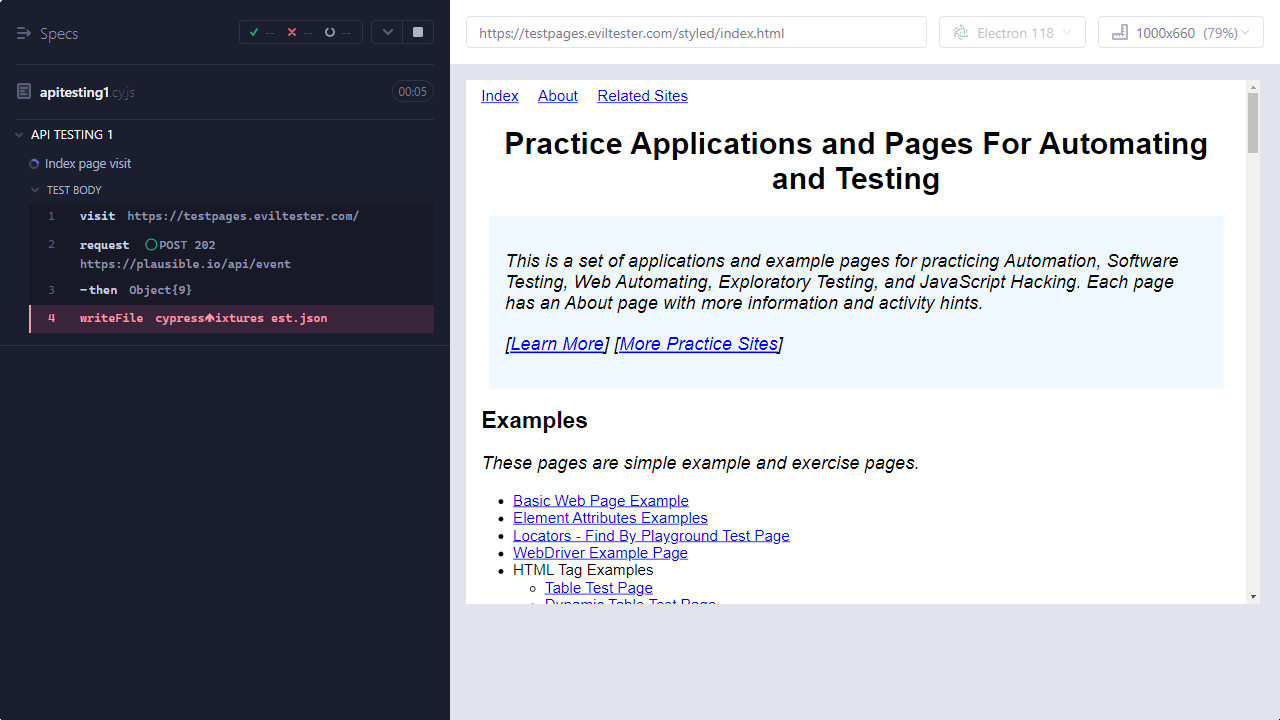 Specs
-- -- --
apitesting1.cy.js
00:05
API TESTING 1
Index page visit
TEST BODY
1 visit https://testpages.eviltester.com/
2 request POST 202
https://plausible.io/api/event
3 -then Object{9}
4 writeFile cypress ixtures est.json
https://testpages.eviltester.com/styled/index.html
Electron 118
1000x660 (79%)
Index About Related Sites
Practice Applications and Pages For Automating
and Testing
This is a set of applications and example pages for practicing Automation, Software
Testing, Web Automating, Exploratory Testing, and JavaScript Hacking. Each page
has an About page with more information and activity hints.
[Learn More] [More Practice Sites]
Examples
These pages are simple example and exercise pages.
Basic Web Page Example
Element Attributes Examples
Locators - Find By Playground Test Page
WebDriver Example Page
HTML Tag Examples
Table Test Page
Dynamic Table Test Page